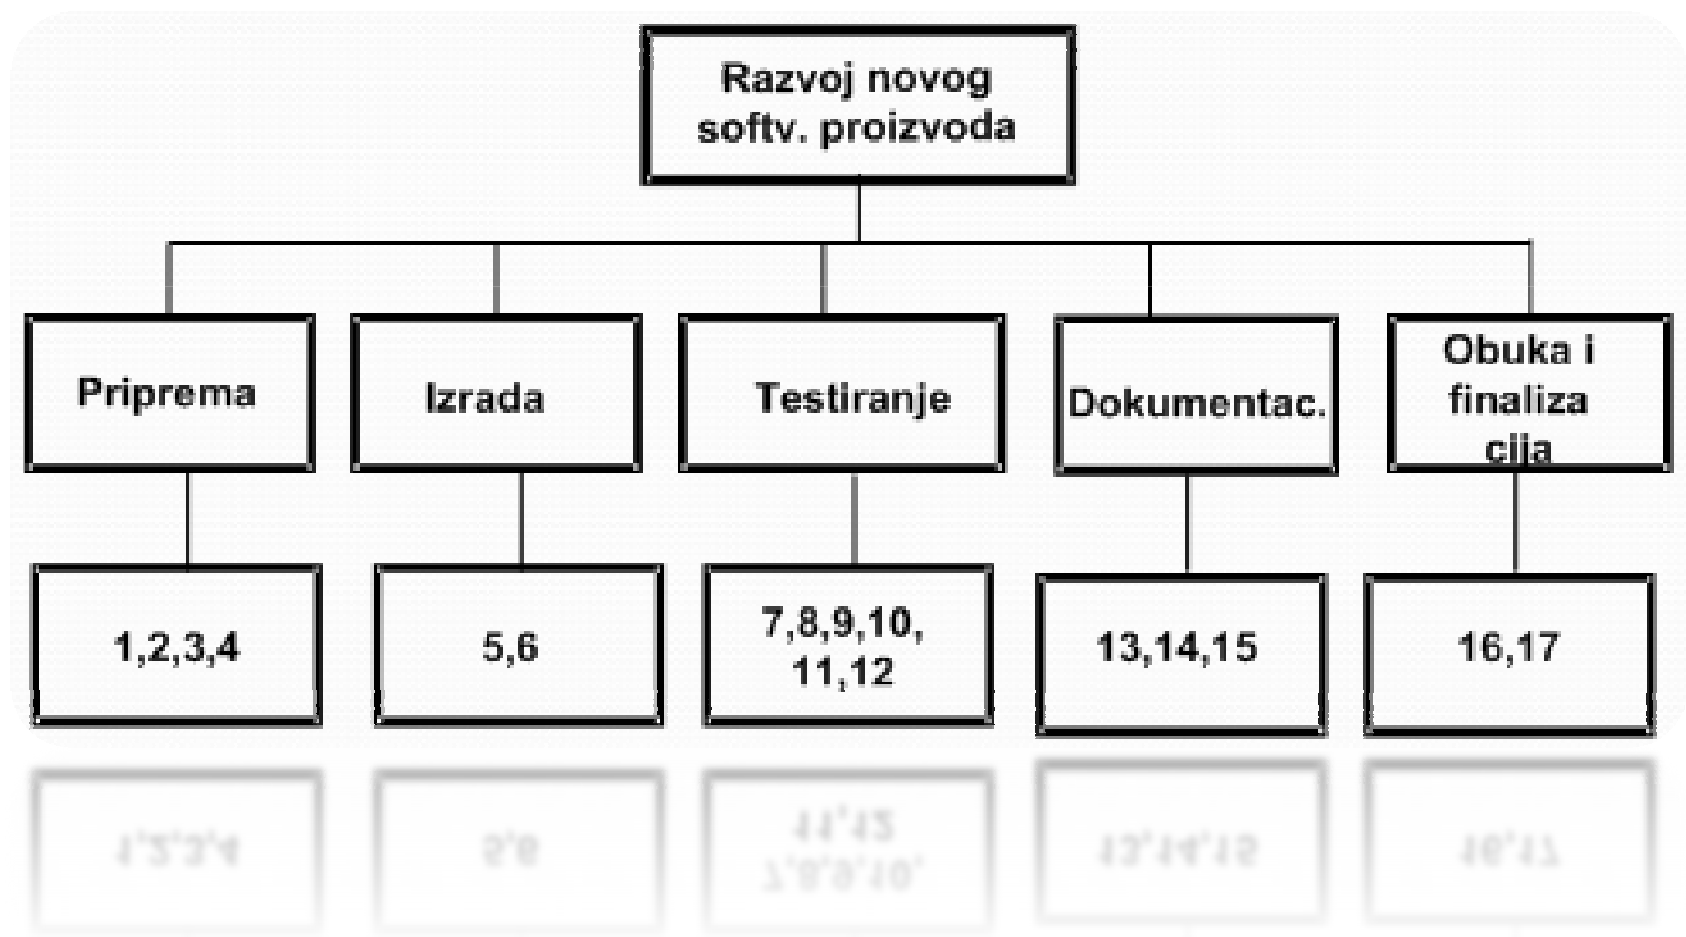 Razvoj novog
softv. proizvoda
Priprema
Izrada
Testiranje
Dokumentac.
Obuka i
finaliza
cija
1,2,3,4
5,6
7,8,9,10,
11,12
13,14,15
16,17